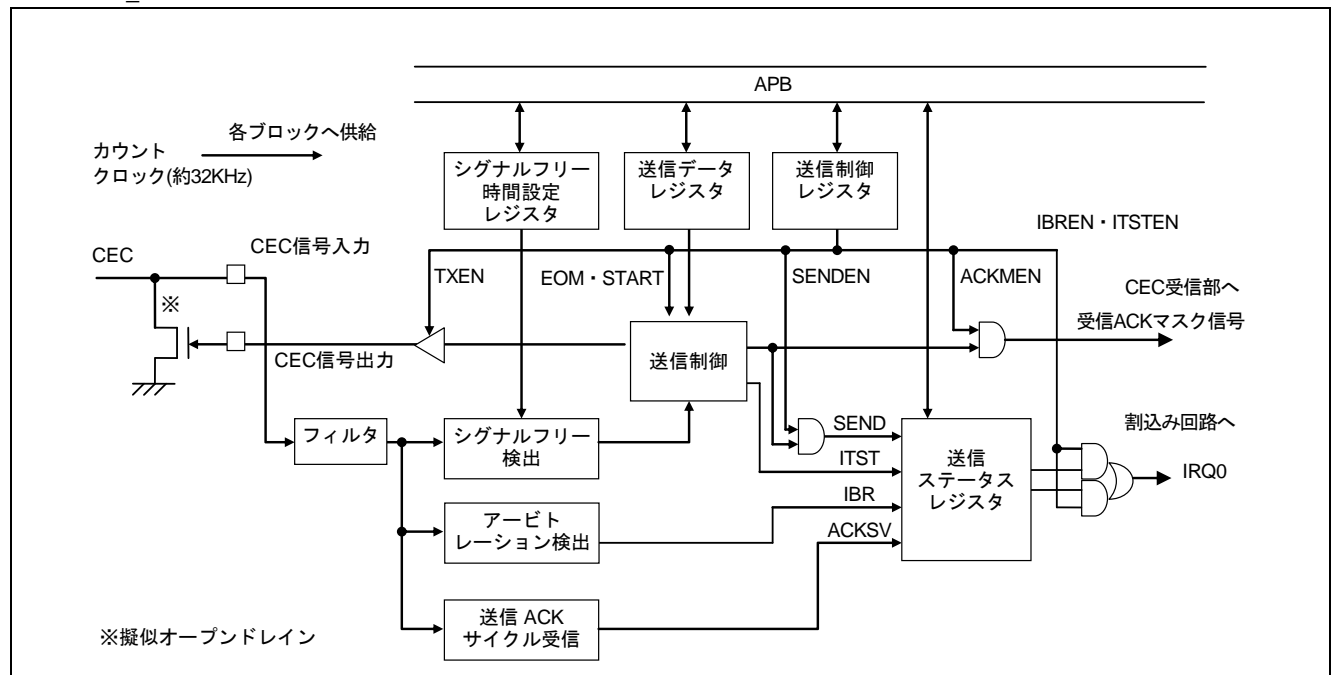 APB
各ブロックへ供給
カウント
クロック(約32KHz)
シグナルフリー
時間設定
レジスタ
送信データ
レジスタ
送信制御
レジスタ
IBREN・ITSTEN
CEC信号入力
CEC
TXEN
EOM・START
SENDEN
ACKMEN
CEC受信部へ
※
受信ACKマスク信号
CEC信号出力
送信制御
フィルタ
シグナルフリー
検出
SEND
ITST
IBR
ACKSV
送信
ステータス
レジスタ
割込み回路へ
IRQ0
アービト
レーション検出
送信 ACK
サイクル受信
※擬似オープンドレイン